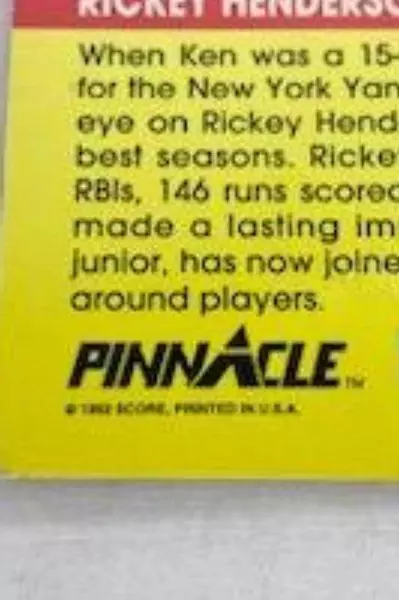 RICKEY HENDERSO
When Ken was a 15-
for the New York Yan
eye on Rickey Hend
best seasons. Ricke
RBIs, 146 runs scored
made a lasting im
junior, has now joine
around players.
PINNACLE TM
© 1992 SCORE, PRINTED IN U.S.A.